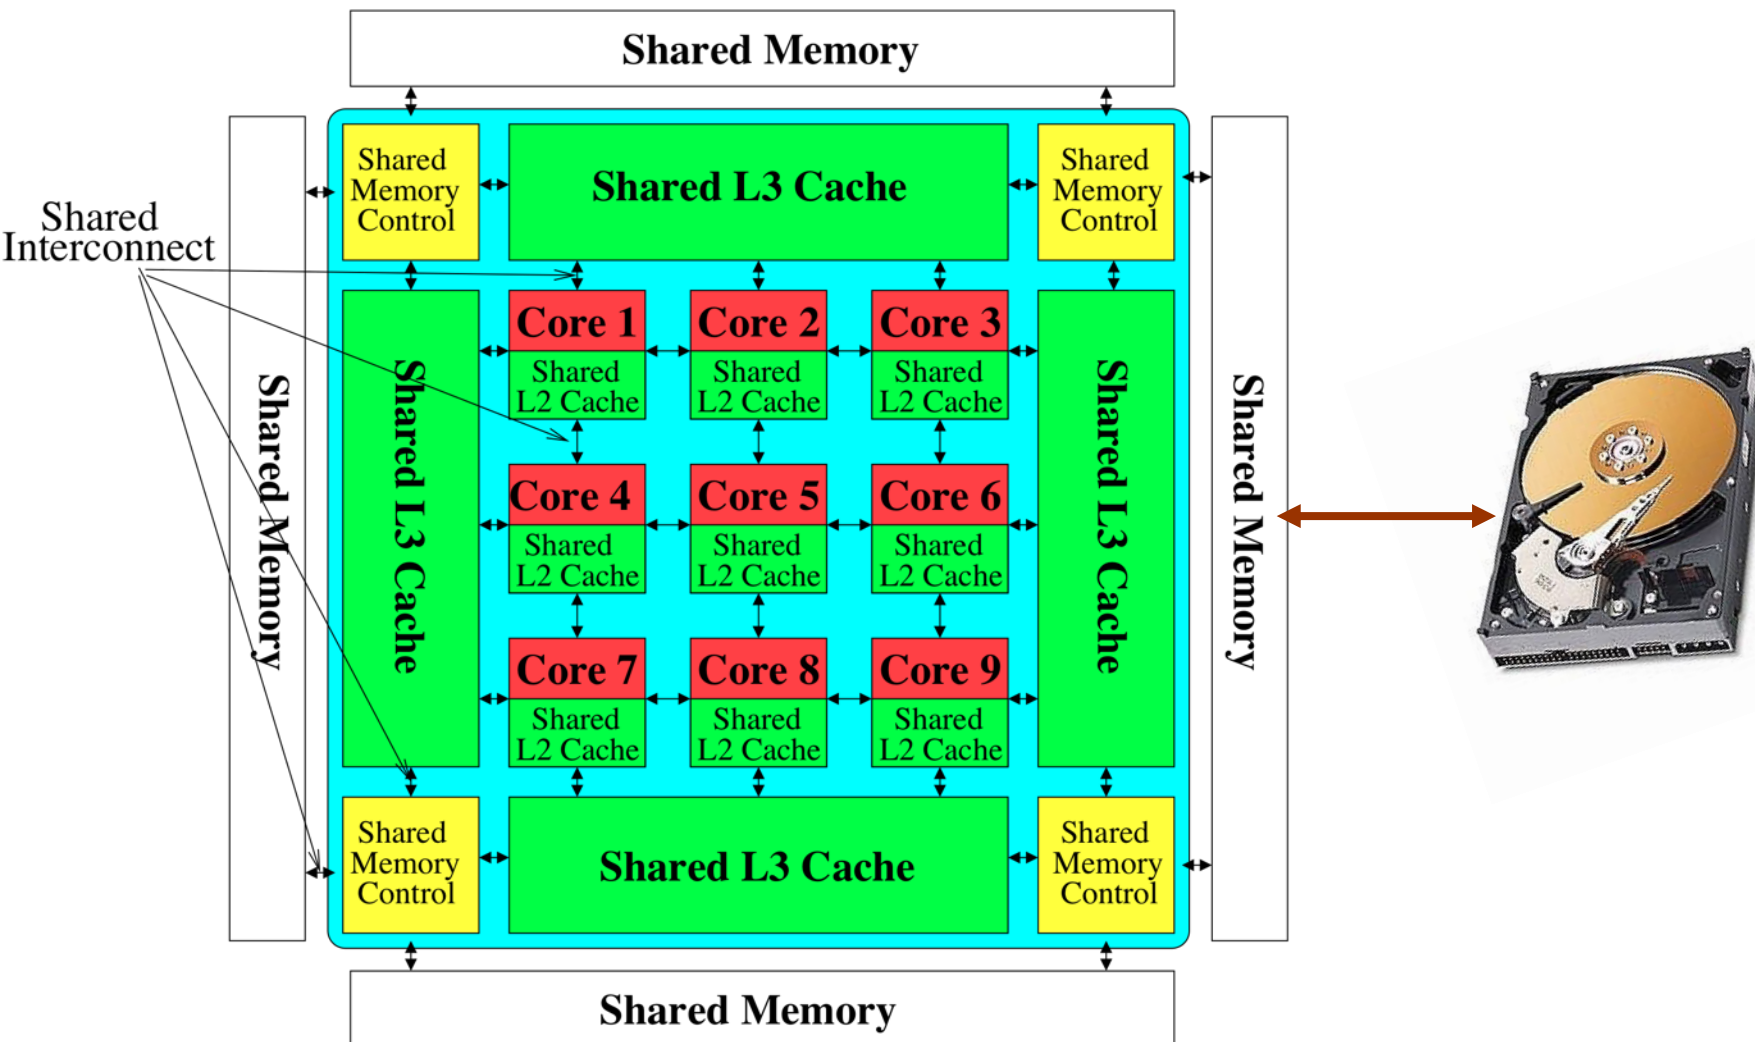 Shared Memory
Shared
Memory
Control
Shared L3 Cache
Shared
Memory
Control
Shared
Interconnect
Shared Memory
Shared L3 Cache
Core 1
Shared
L2 Cache
Core 2
Shared
L2 Cache
Core 3
Shared
L2 Cache
Core 4
Shared
L2 Cache
Core 5
Shared
L2 Cache
Core 6
Shared
L2 Cache
Core 7
Shared
L2 Cache
Core 8
Shared
L2 Cache
Core 9
Shared
L2 Cache
Shared L3 Cache
Shared Memory
Shared
Memory
Control
Shared L3 Cache
Shared
Memory
Control
Shared Memory